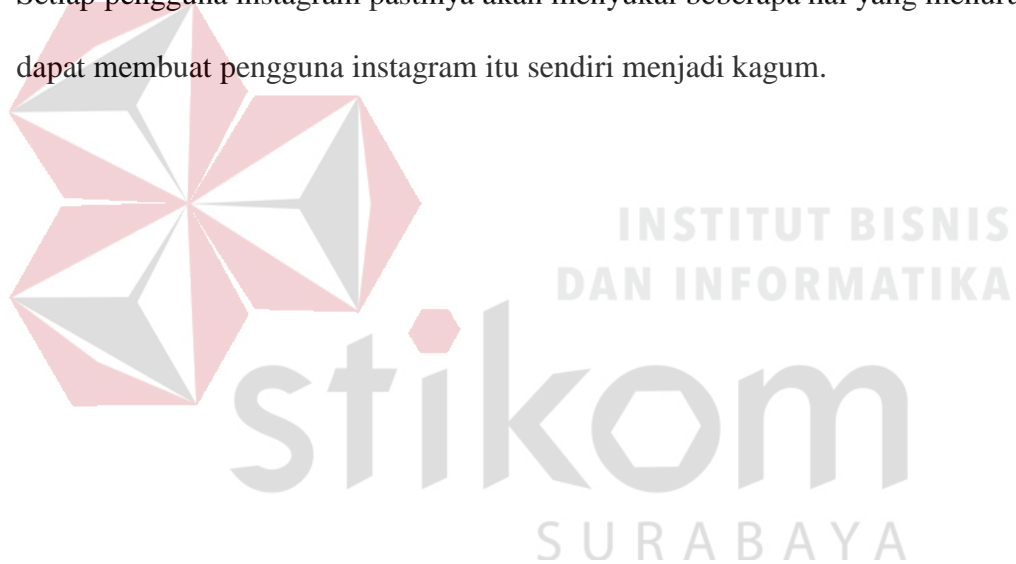 Setiap pengguna instagram pastinya akan menyukai beberapa hal yang
dapat membuat pengguna instagram itu sendiri menjadi kagum.
INSTITUT BISNIS
DAN INFORMATIKA
stikom
SURABAYA